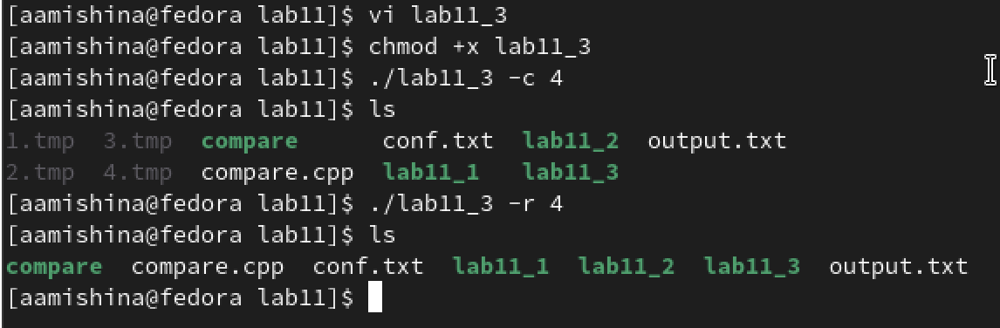 [aamishina@fedora lab11]$ vi lab11_3
[aamishina@fedora lab11]$ chmod +x lab11_3
[aamishina@fedora lab11]$ ./lab11_3 -c 4
[aamishina@fedora lab11]$ ls
1.tmp  3.tmp  compare      conf.txt  lab11_2  output.txt
2.tmp  4.tmp  compare.cpp  lab11_1   lab11_3
[aamishina@fedora lab11]$ ./lab11_3 -r 4
[aamishina@fedora lab11]$ ls
compare  compare.cpp  conf.txt  lab11_1  lab11_2  lab11_3  output.txt
[aamishina@fedora lab11]$